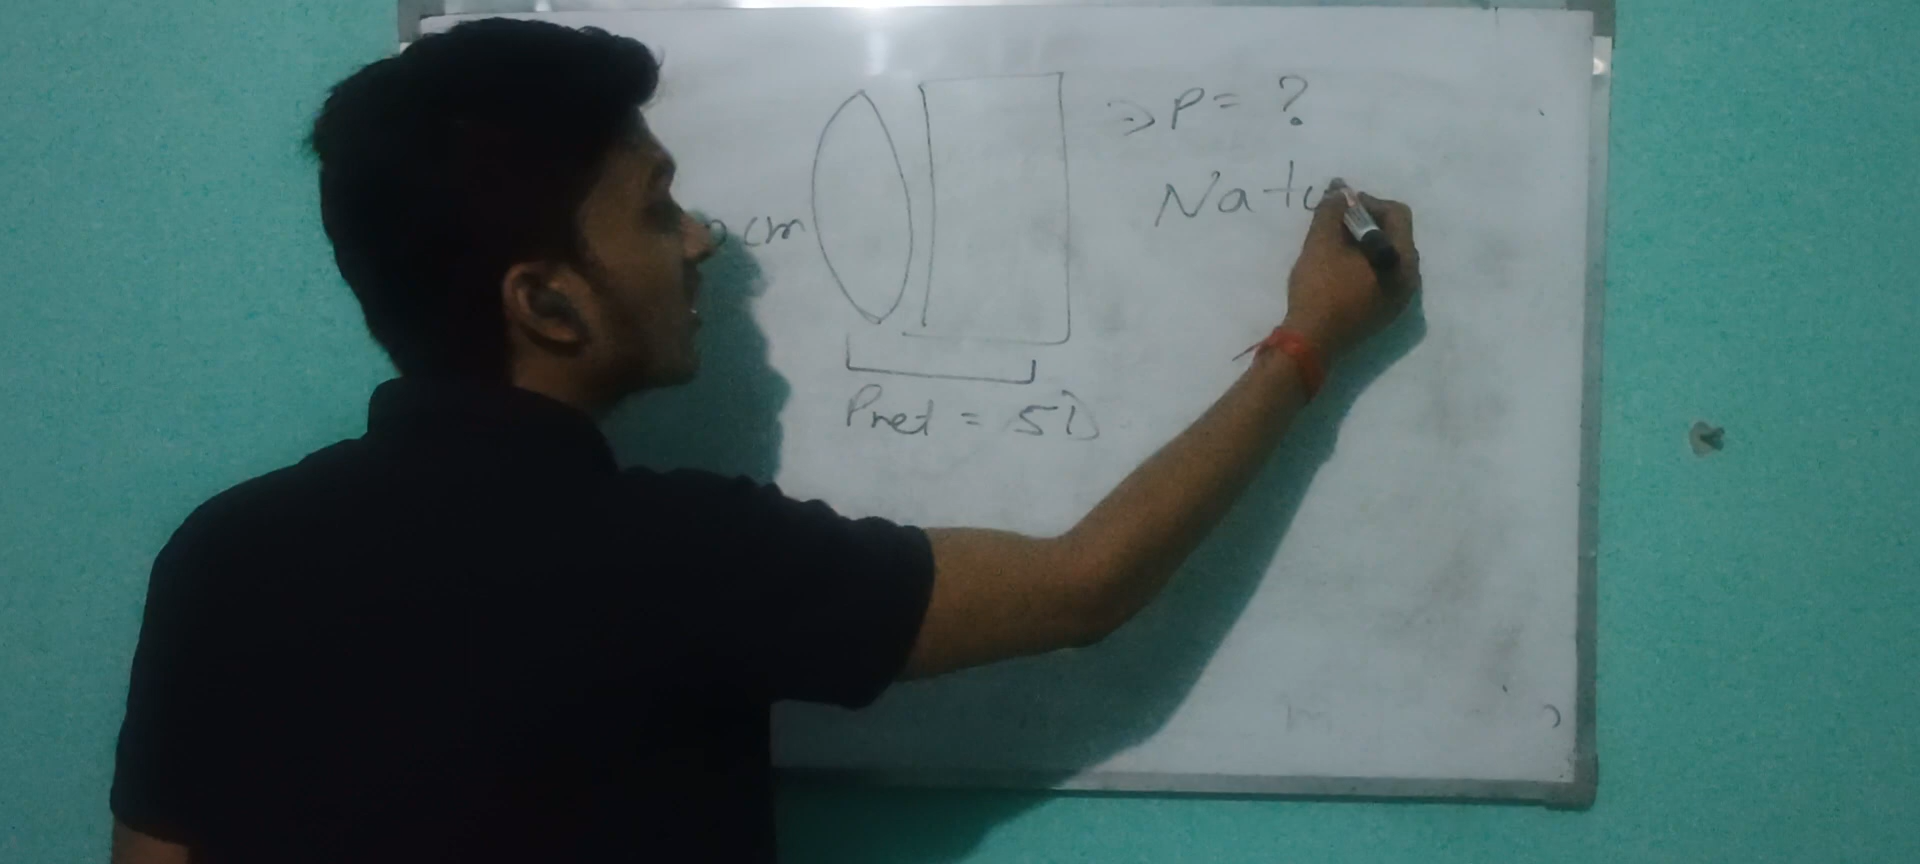 ⇒ P = ?
Natu
cm
Pnet = 5D